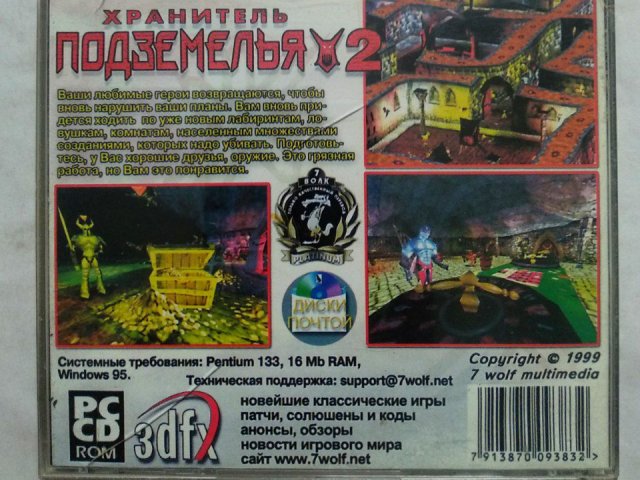 ХРАНИТЕЛЬ
ПОДЗЕМЕЛЬЯ 2
Ваши любимые герои возвращаются, чтобы
вновь нарушить ваши планы. Вам вновь при-
дется ходить по уже новым лабиринтам, ло-
вушкам, комнатам, населенным множествами
созданиями, которых надо убивать. Подготовь-
тесь, у Вас хорошие друзья, оружие. Это грязная
работа, но Вам это понравится.
7
ВОЛК
PLATINUM
ДИСКИ
ПОЧТОЙ
Системные требования: Pentium 133, 16 Mb RAM,
Windows 95.
Техническая поддержка: support@7wolf.net
Copyright © 1999
7 wolf multimedia
PC
CD
ROM
3dfx
новейшие классические игры
патчи, солюшены и коды
анонсы, обзоры
новости игрового мира
сайт www.7wolf.net
7 913870 093832 >